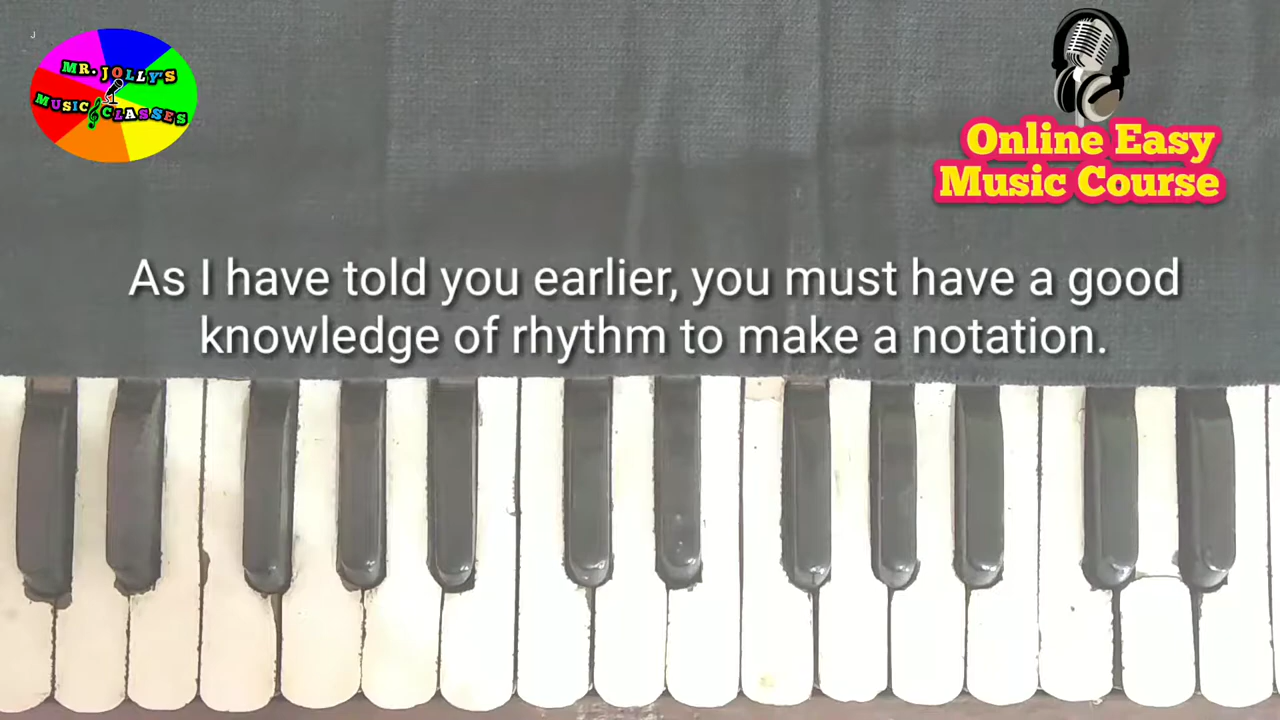 J
MR. JOLLY'S
MUSIC CLASSES
Online Easy
Music Course
As I have told you earlier, you must have a good
knowledge of rhythm to make a notation.